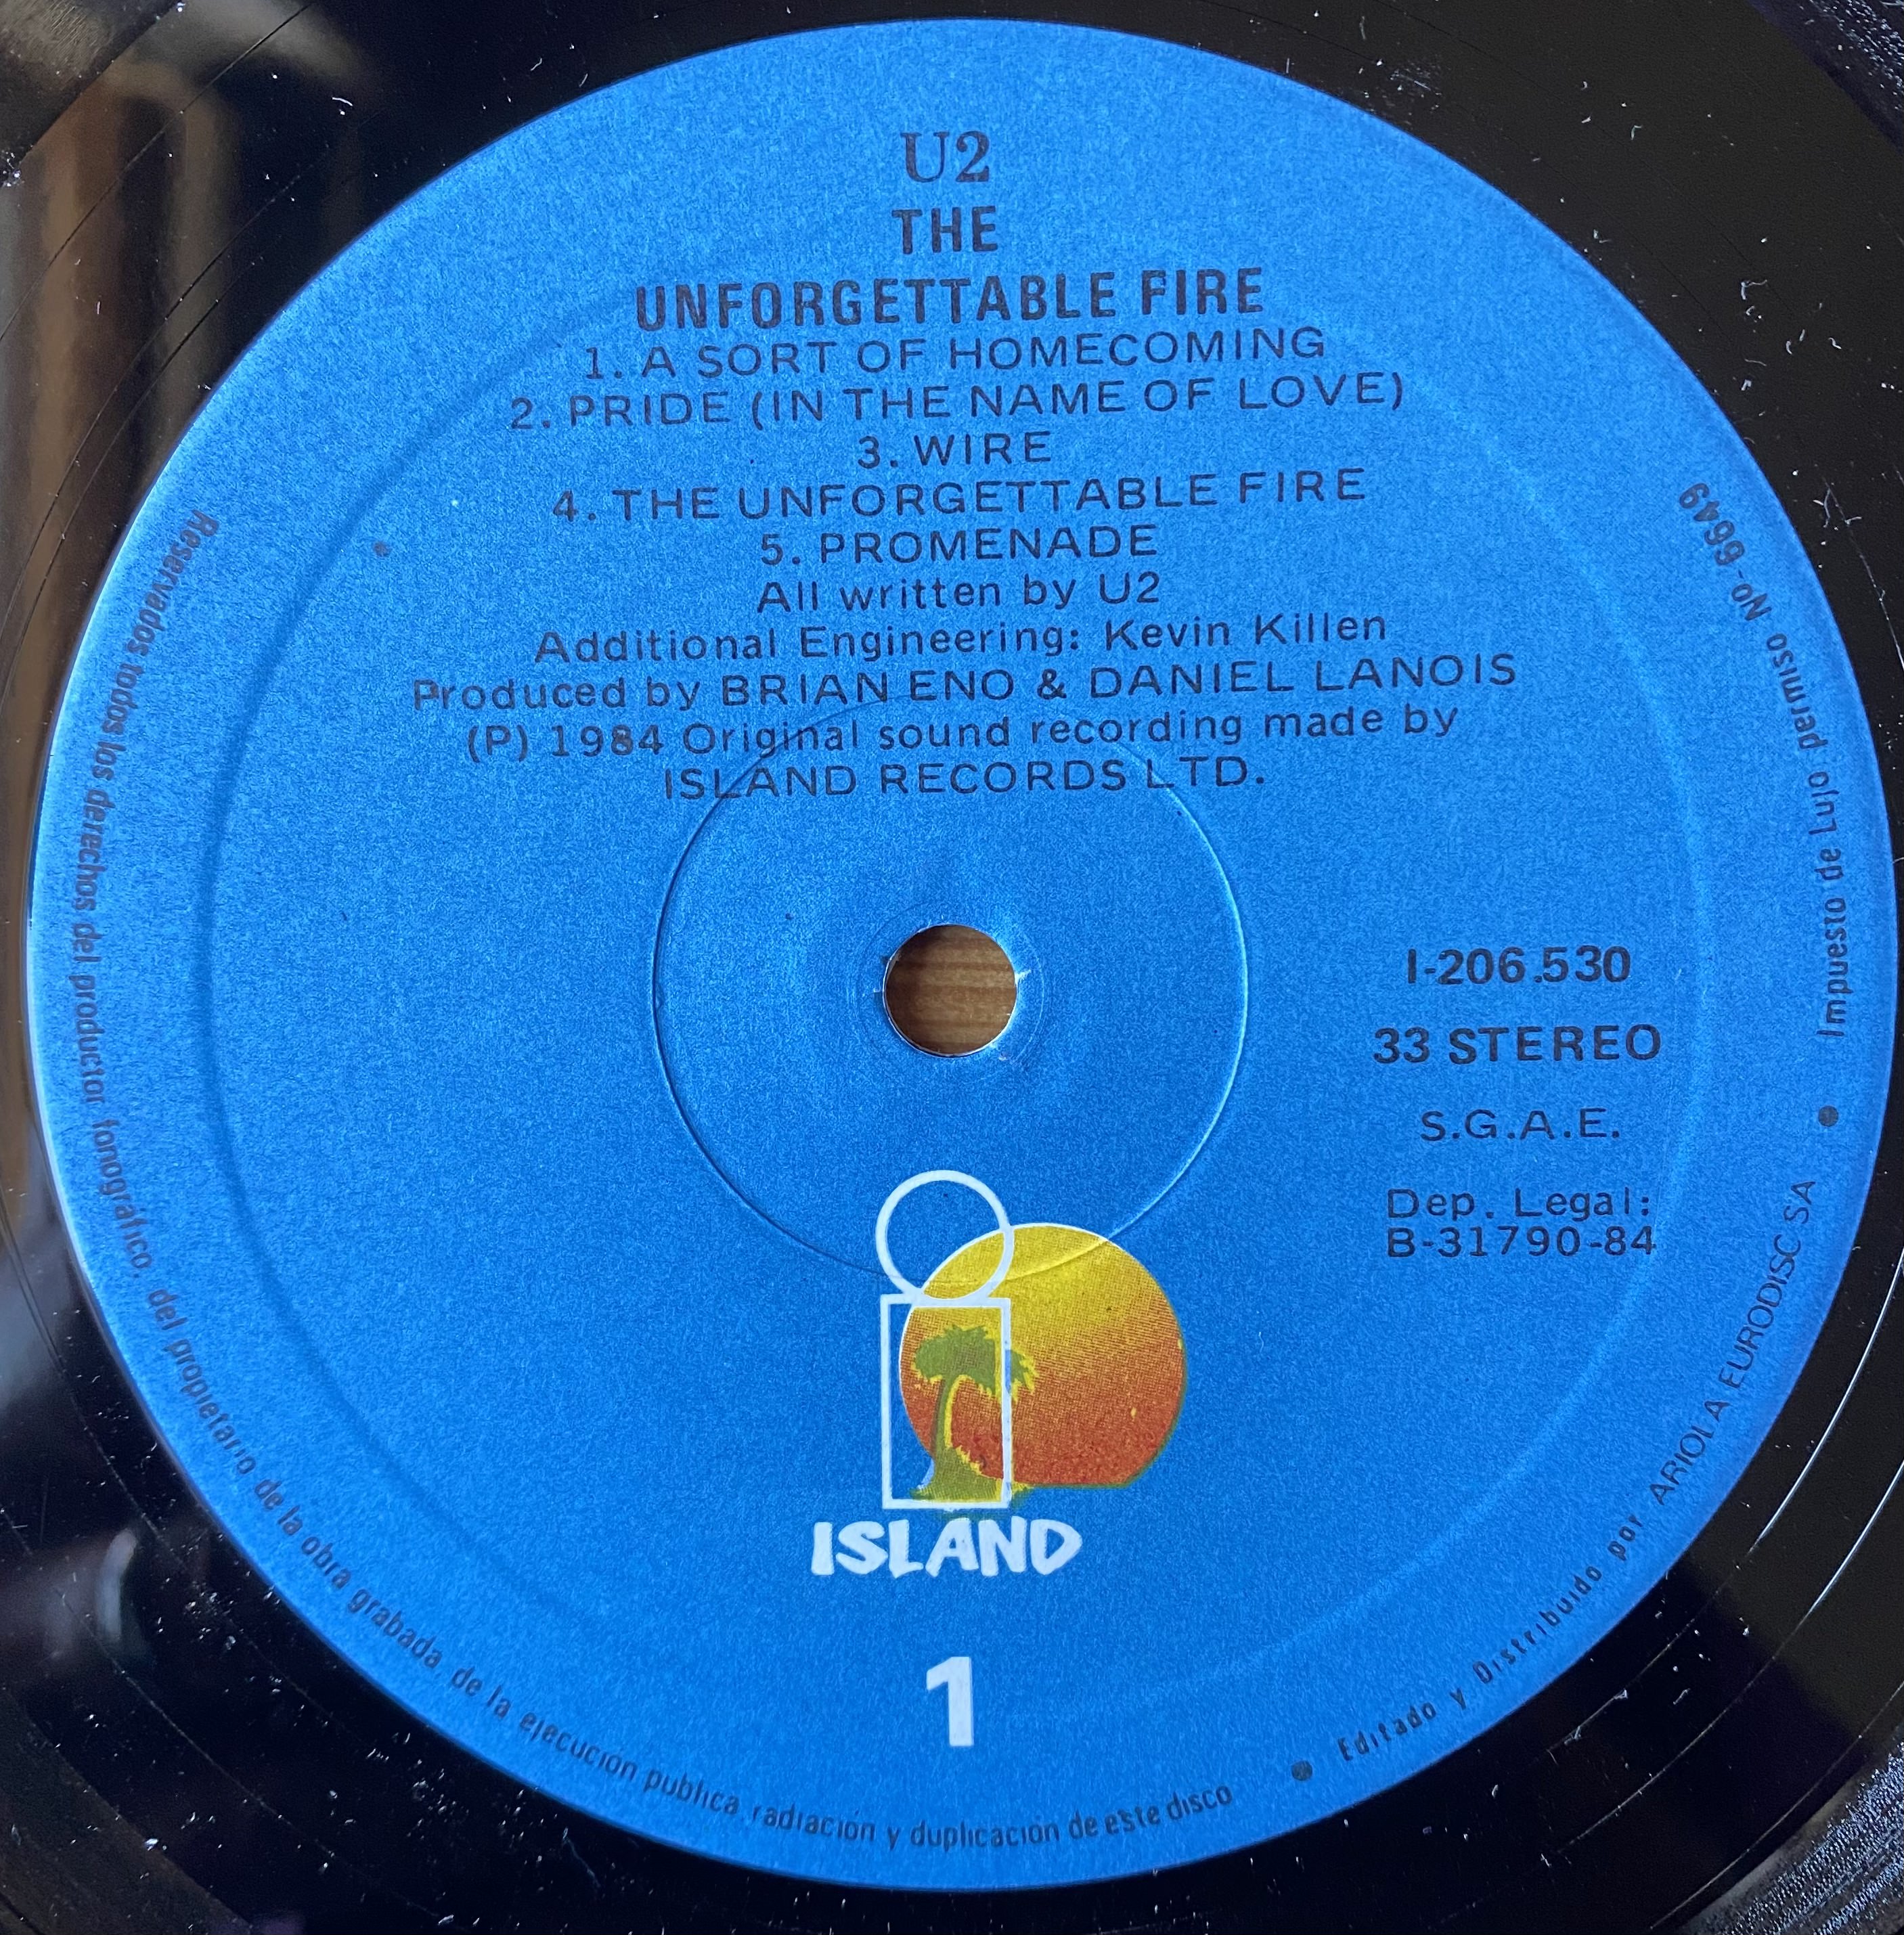 U2
THE
UNFORGETTABLE FIRE
1. A SORT OF HOMECOMING
2. PRIDE (IN THE NAME OF LOVE)
3. WIRE
4. THE UNFORGETTABLE FIRE
5. PROMENADE
All written by U2
Additional Engineering: Kevin Killen
Produced by BRIAN ENO & DANIEL LANOIS
(P) 1984 Original sound recording made by
ISLAND RECORDS LTD.
I-206.530
33 STEREO
S.G.A.E.
Dep. Legal:
B-31790-84
ISLAND
1
Reservados todos los derechos del productor fonográfico, del propietario de la obra grabada, de la ejecución publica, radiación y duplicación de este disco • Editado y Distribuido por ARIOLA EURODISC SA • Impuesto de Lujo: permiso No-66649